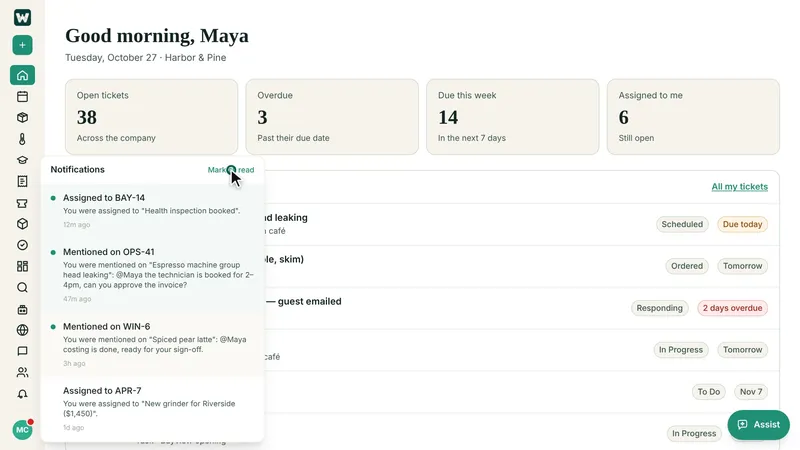 W
Good morning, Maya
Tuesday, October 27 · Harbor & Pine
Open tickets
38
Across the company
Overdue
3
Past their due date
Due this week
14
In the next 7 days
Assigned to me
6
Still open
Notifications
Mark read
Assigned to BAY-14
You were assigned to "Health inspection booked".
12m ago
Mentioned on OPS-41
You were mentioned on "Espresso machine group
head leaking": @Maya the technician is booked for 2–
4pm, can you approve the invoice?
47m ago
Mentioned on WIN-6
You were mentioned on "Spiced pear latte": @Maya
costing is done, ready for your sign-off.
3h ago
Assigned to APR-7
You were assigned to "New grinder for Riverside
($1,450)".
1d ago
All my tickets
leaking
café
Scheduled
Due today
skim)
Ordered
Tomorrow
— guest emailed
Responding
2 days overdue
café
In Progress
Tomorrow
To Do
Nov 7
In Progress
Assist
MC